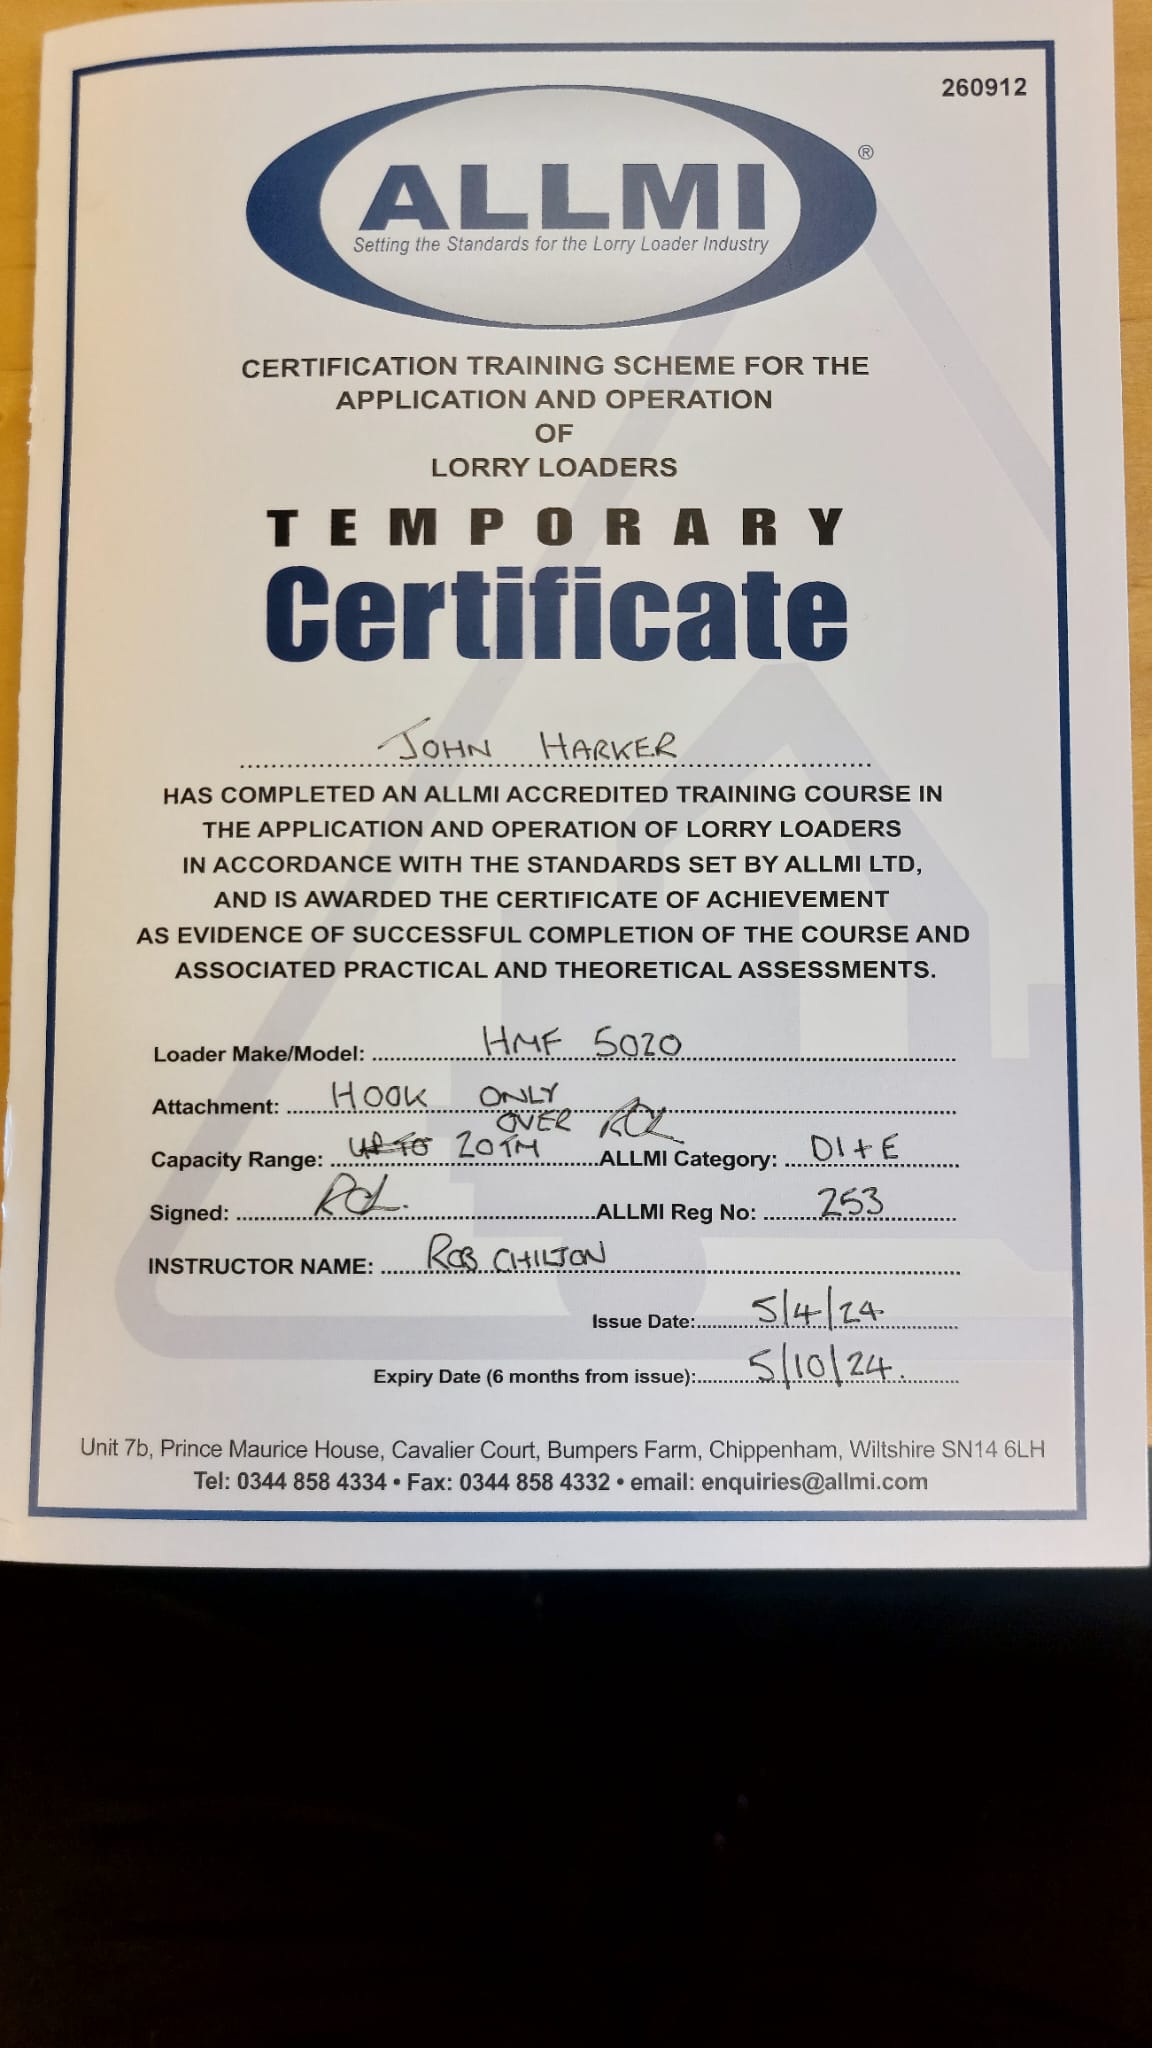 260912
ALLMI ®
Setting the Standards for the Lorry Loader Industry
CERTIFICATION TRAINING SCHEME FOR THE
APPLICATION AND OPERATION
OF
LORRY LOADERS
TEMPORARY
Certificate
JOHN HARKER
HAS COMPLETED AN ALLMI ACCREDITED TRAINING COURSE IN
THE APPLICATION AND OPERATION OF LORRY LOADERS
IN ACCORDANCE WITH THE STANDARDS SET BY ALLMI LTD,
AND IS AWARDED THE CERTIFICATE OF ACHIEVEMENT
AS EVIDENCE OF SUCCESSFUL COMPLETION OF THE COURSE AND
ASSOCIATED PRACTICAL AND THEORETICAL ASSESSMENTS.
Loader Make/Model: HMF 5020
Attachment: HOOK ONLY
OVER
Capacity Range: UP TO 20TM ALLMI Category: D1+E
Signed: ALLMI Reg No: 253
INSTRUCTOR NAME: ROB CHILTON
Issue Date: 5/4/24
Expiry Date (6 months from issue): 5/10/24.
Unit 7b, Prince Maurice House, Cavalier Court, Bumpers Farm, Chippenham, Wiltshire SN14 6LH
Tel: 0344 858 4334 • Fax: 0344 858 4332 • email: enquiries@allmi.com